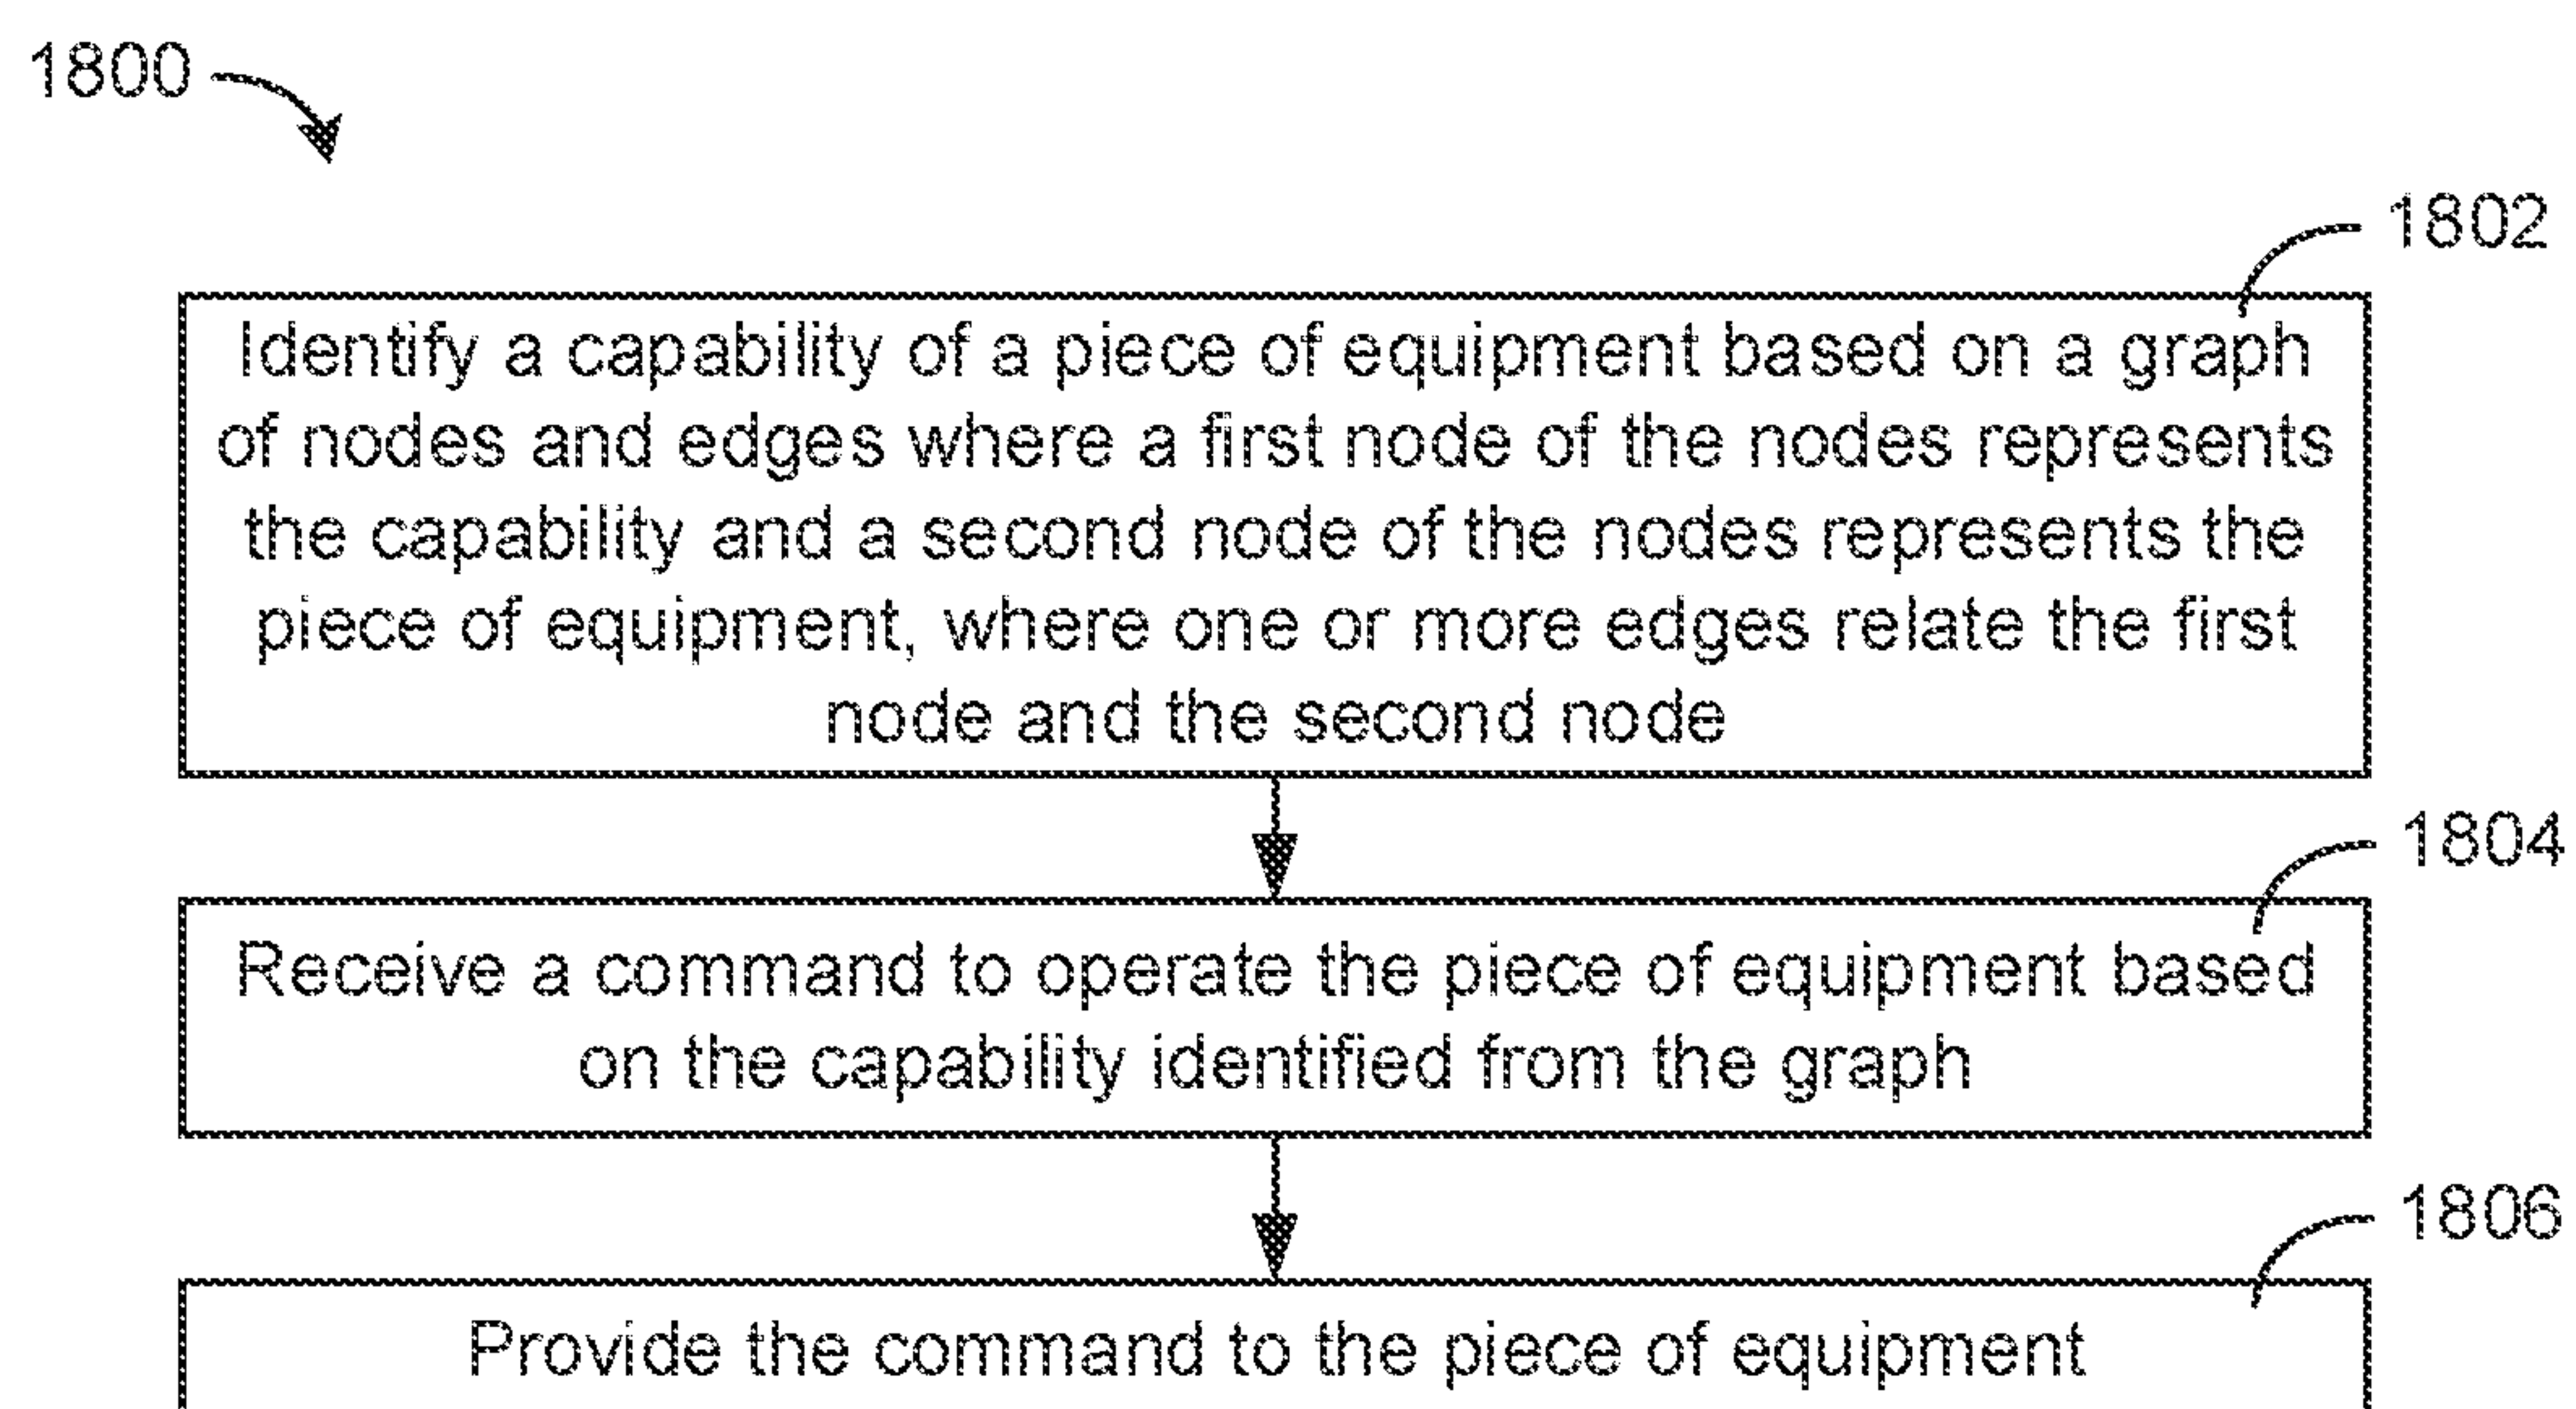 1800
1802
Identify a capability of a piece of equipment based on a graph
of nodes and edges where a first node of the nodes represents
the capability and a second node of the nodes represents the
piece of equipment, where one or more edges relate the first
node and the second node
1804
Receive a command to operate the piece of equipment based
on the capability identified from the graph
1806
Provide the command to the piece of equipment